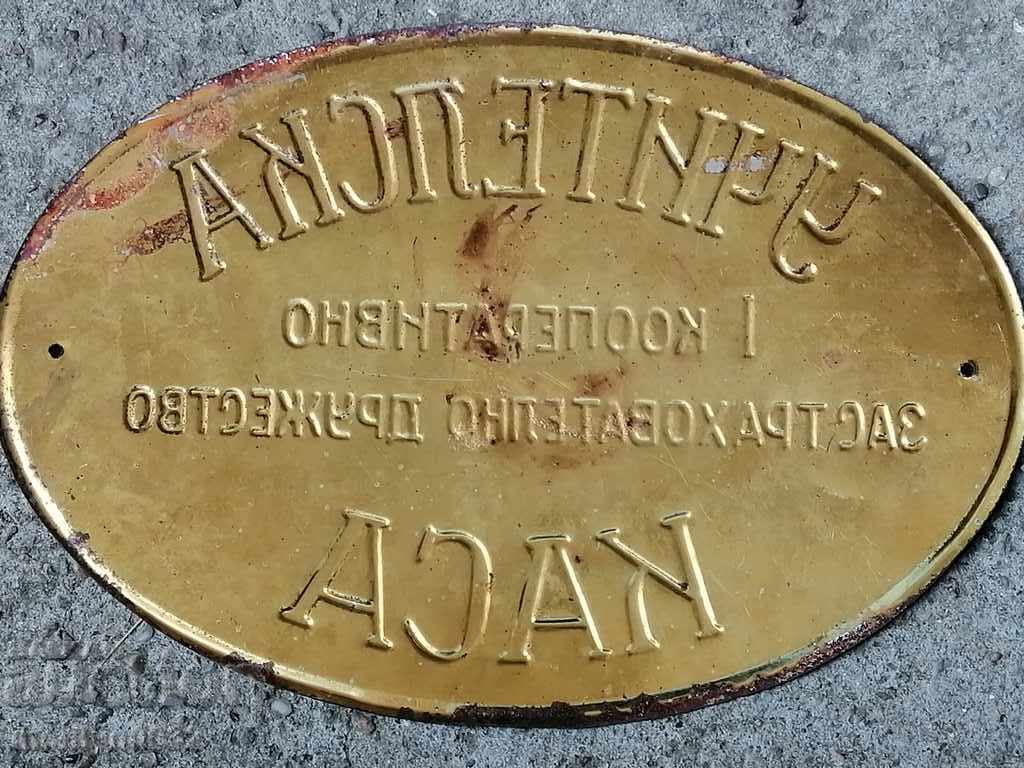 УЧИТЕЛСКА
I КООПЕРАТИВНО
ЗАСТРАХОВАТЕЛНО ДРУЖЕСТВО
КАСА